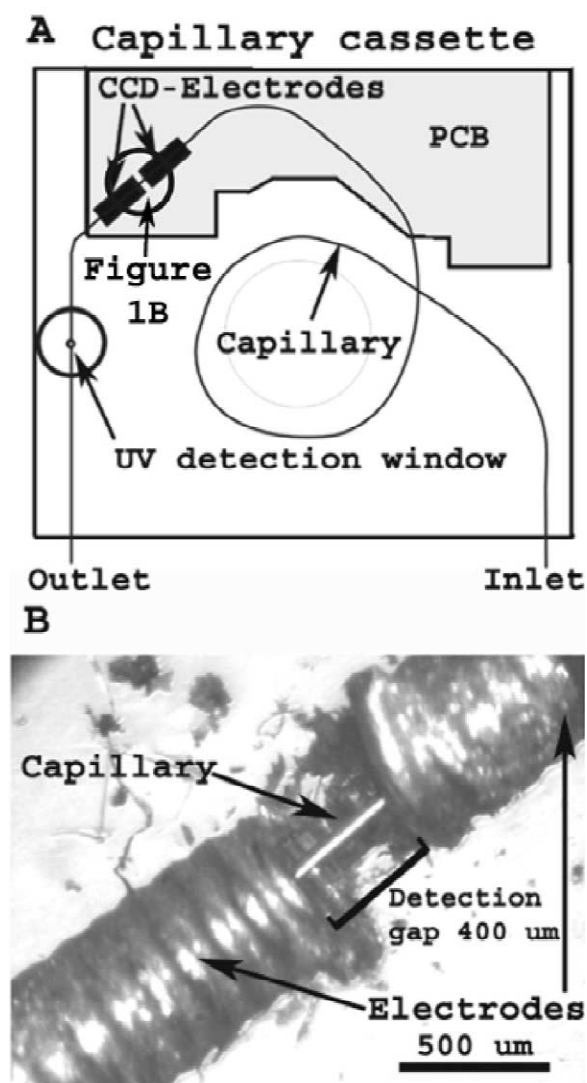 A
Capillary cassette
CCD-Electrodes
PCB
Figure
1B
Capillary
UV detection window
Outlet
Inlet
B
Capillary
Detection
gap 400 um
Electrodes
500 um